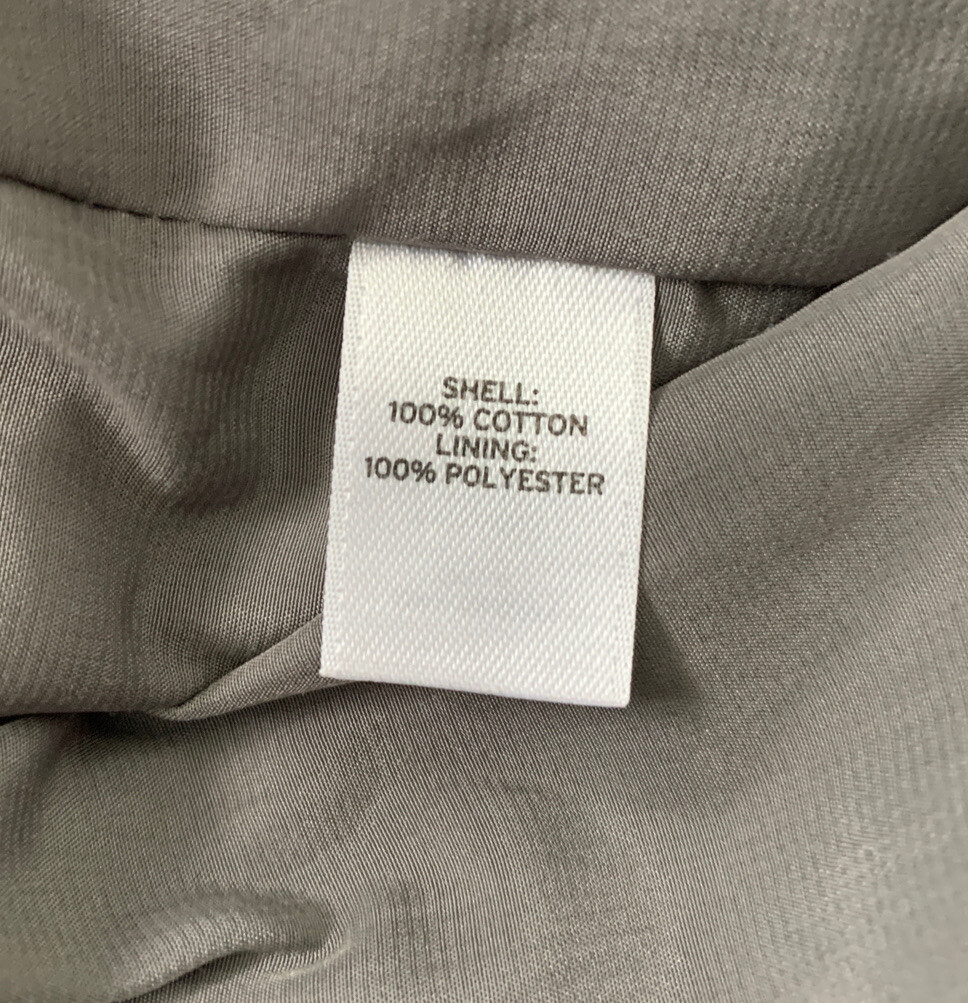 SHELL:
100% COTTON
LINING:
100% POLYESTER